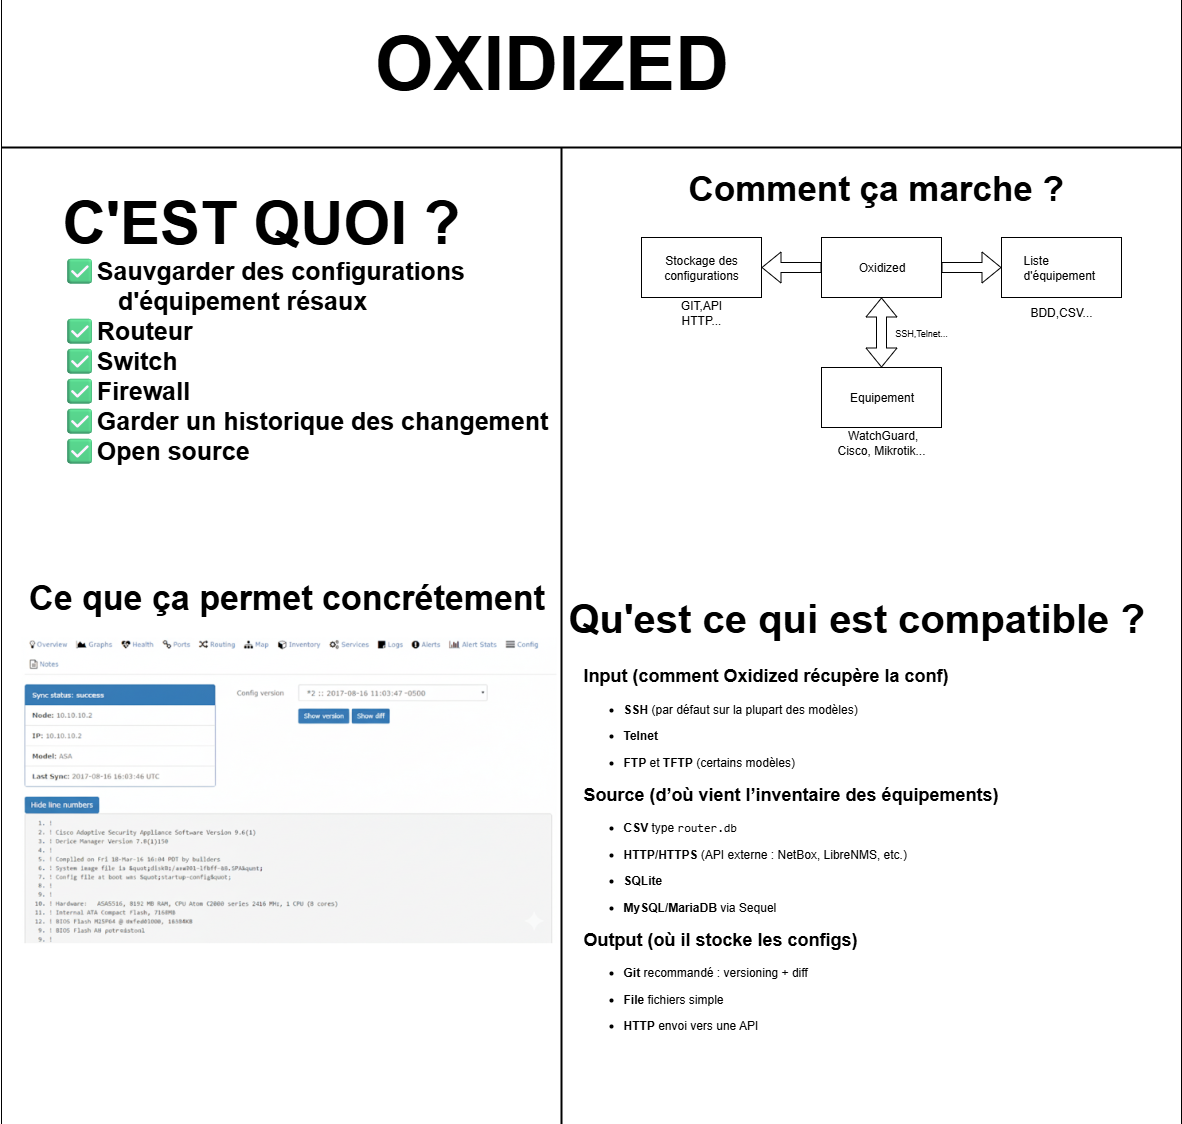 OXIDIZED
C'EST QUOI ?
✅ Sauvgarder des configurations
d'équipement résaux
✅ Routeur
✅ Switch
✅ Firewall
✅ Garder un historique des changement
✅ Open source
Comment ça marche ?
Stockage des
configurations
GIT,API
HTTP...
Oxidized
Liste
d'équipement
BDD,CSV...
SSH,Telnet...
Equipement
WatchGuard,
Cisco, Mikrotik...
Ce que ça permet concrétement
Overview Graphs Health Ports Routing Map Inventory Services Logs Alerts Alert Stats Config
Notes
Sync status: success
Node: 10.10.10.2
IP: 10.10.10.2
Model: ASA
Last Sync: 2017-08-16 16:03:46 UTC
Config version
*2 :: 2017-08-16 11:03:47 -0500
Show version Show diff
Hide line numbers
1. !
2. ! Cisco Adaptive Security Appliance Software Version 9.6(1)
3. ! Device Manager Version 7.8(1)150
4. !
5. ! Compiled on Fri 18-Mar-16 16:04 PDT by builders
6. ! System image file is &quot;
7. ! Config file at boot was &quot;startup-config&quot;
8. !
9. !
10. ! Hardware: ASA5516, 8192 MB RAM, CPU Atom C2000 series 2416 MHz, 1 CPU (8 cores)
11. ! Internal ATA Compact Flash,
12. ! BIOS Flash M25P64 @
9. ! BIOS Flash
9. !
Qu'est ce qui est compatible ?
Input (comment Oxidized récupère la conf)
• SSH (par défaut sur la plupart des modèles)
• Telnet
• FTP et TFTP (certains modèles)
Source (d’où vient l’inventaire des équipements)
• CSV type router.db
• HTTP/HTTPS (API externe : NetBox, LibreNMS, etc.)
• SQLite
• MySQL/MariaDB via Sequel
Output (où il stocke les configs)
• Git recommandé : versioning + diff
• File fichiers simple
• HTTP envoi vers une API